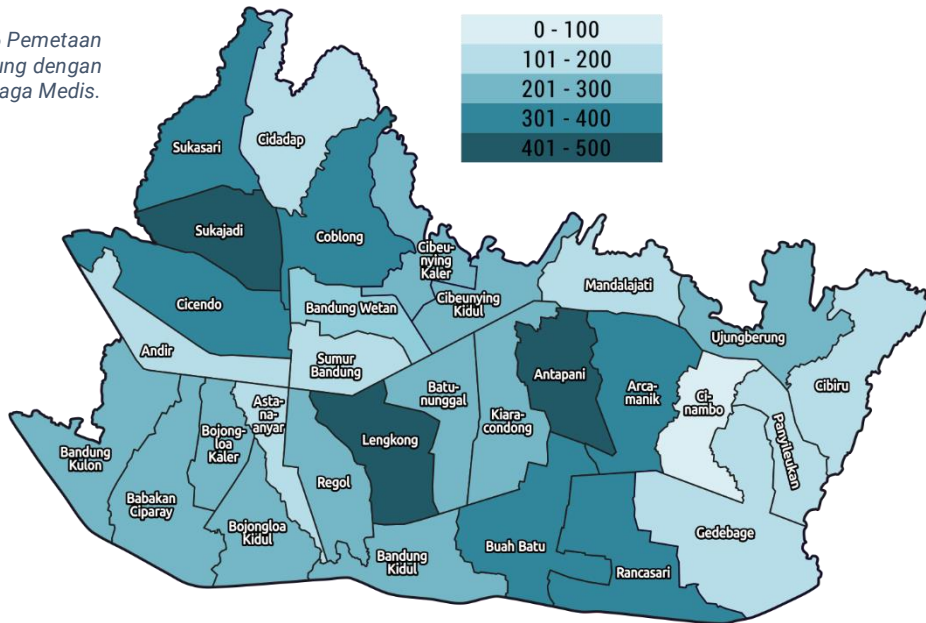 Pemetaan
ung dengan
aga Medis.
0 - 100
101 - 200
201 - 300
301 - 400
401 - 500
Sukasari
Cidadap
Sukajadi
Coblong
Cibeu-
nying
Kaler
Cibeunying
Kidul
Mandalajati
Cicendo
Bandung Wetan
Ujungberung
Andir
Sumur
Bandung
Antapani
Arca-
manik
Cibiru
Asta-
na-
anyar
Batu-
nunggal
Kiara-
condong
Ci-
nambo
Panyileukan
Bojong-
loa
Kaler
Lengkong
Bandung
Kulon
Babakan
Ciparay
Regol
Bojongloa
Kidul
Bandung
Kidul
Buah Batu
Gedebage
Rancasari